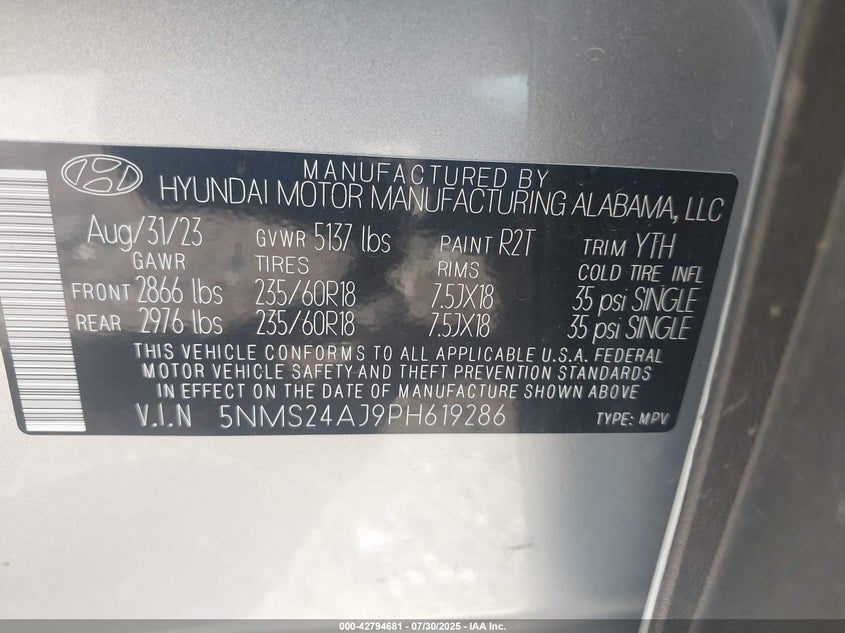 MANUFACTURED BY
HYUNDAI MOTOR MANUFACTURING ALABAMA, LLC
Aug/31/23 GVWR 5137 lbs PAINT R2T TRIM YTH
GAWR TIRES RIMS COLD TIRE INFL
FRONT 2866 lbs 235/60R18 7.5JX18 35 psi SINGLE
REAR 2976 lbs 235/60R18 7.5JX18 35 psi SINGLE
THIS VEHICLE CONFORMS TO ALL APPLICABLE U.S.A. FEDERAL
MOTOR VEHICLE SAFETY AND THEFT PREVENTION STANDARDS
IN EFFECT ON THE DATE OF MANUFACTURE SHOWN ABOVE
V.I.N 5NMS24AJ9PH619286 TYPE: MPV
000-42794681 - 07/30/2025 - IAA Inc.